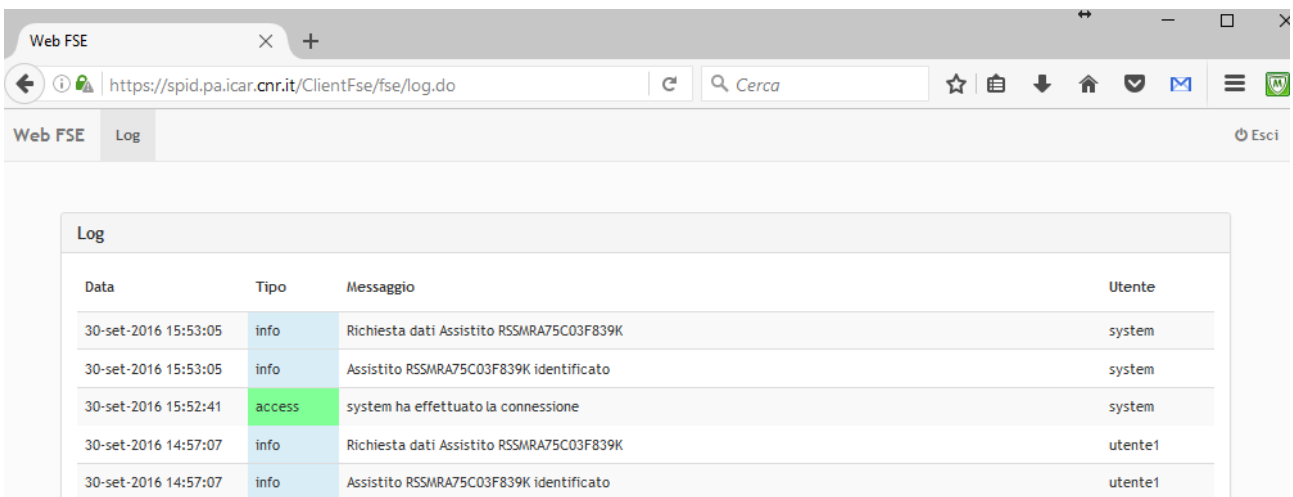 Web FSE
https://spid.pa.icar.cnr.it/ClientFse/fse/log.do
Cerca
Web FSE Log Esci
Log
Data Tipo Messaggio Utente
30-set-2016 15:53:05 info Richiesta dati Assistito RSSMRA75C03F839K system
30-set-2016 15:53:05 info Assistito RSSMRA75C03F839K identificato system
30-set-2016 15:52:41 access system ha effettuato la connessione system
30-set-2016 14:57:07 info Richiesta dati Assistito RSSMRA75C03F839K utente1
30-set-2016 14:57:07 info Assistito RSSMRA75C03F839K identificato utente1